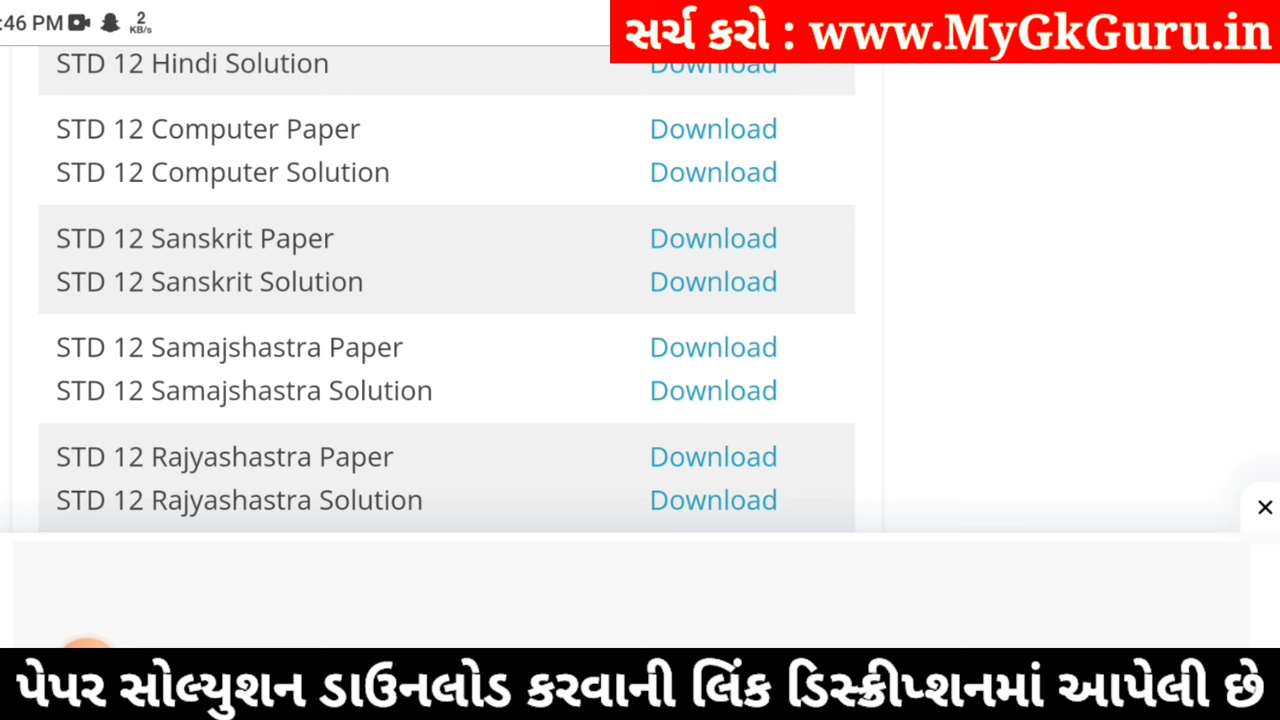 :46 PM 2 KB/s
સર્ચ કરો : www.MyGkGuru.in
STD 12 Hindi Solution Download
STD 12 Computer Paper Download
STD 12 Computer Solution Download
STD 12 Sanskrit Paper Download
STD 12 Sanskrit Solution Download
STD 12 Samajshastra Paper Download
STD 12 Samajshastra Solution Download
STD 12 Rajyashastra Paper Download
STD 12 Rajyashastra Solution Download
પેપર સોલ્યુશન ડાઉનલોડ કરવાની લિંક ડિસ્ક્રીપ્શનમાં આપેલી છે